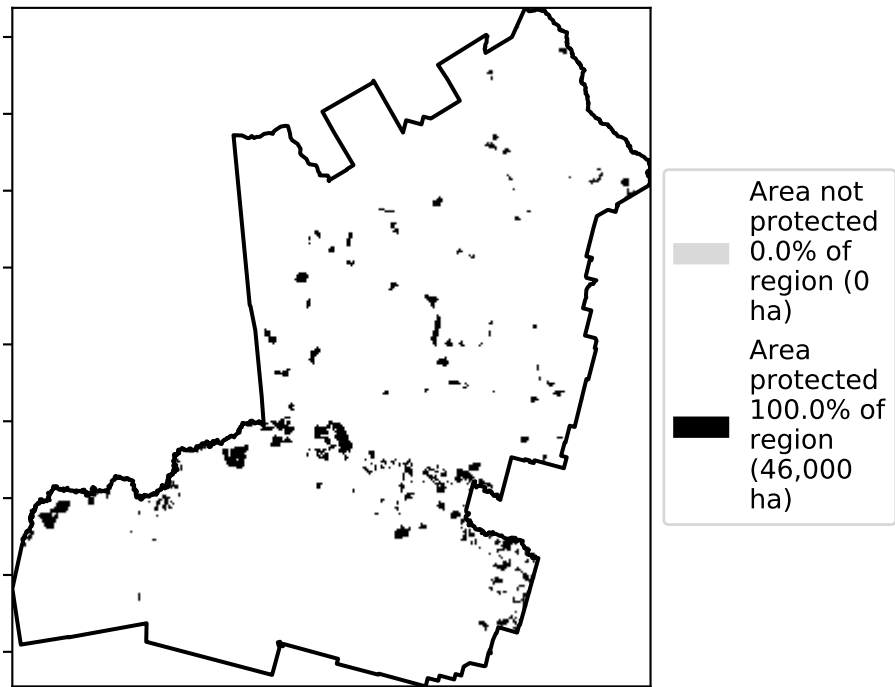 Area not
protected
0.0% of
region (0
ha)
Area
protected
100.0% of
region
(46,000
ha)